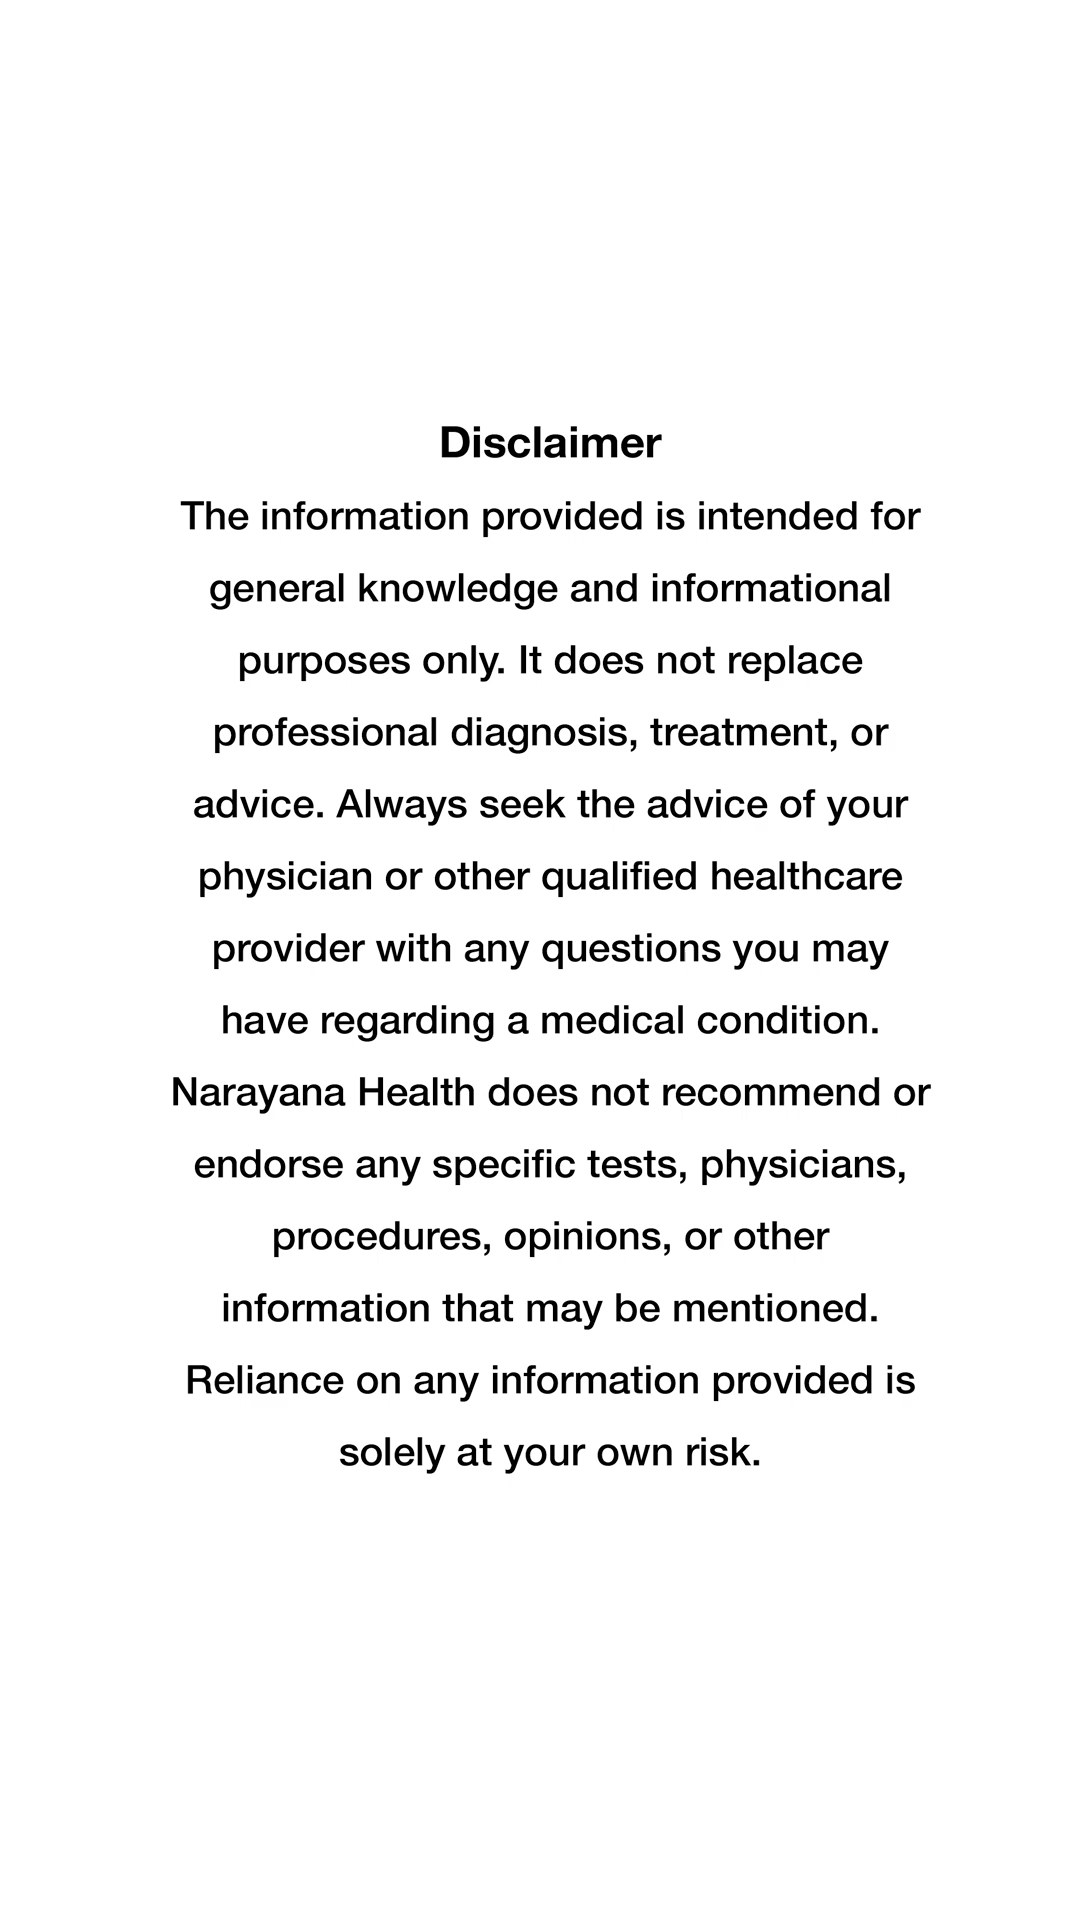 Disclaimer
The information provided is intended for
general knowledge and informational
purposes only. It does not replace
professional diagnosis, treatment, or
advice. Always seek the advice of your
physician or other qualified healthcare
provider with any questions you may
have regarding a medical condition.
Narayana Health does not recommend or
endorse any specific tests, physicians,
procedures, opinions, or other
information that may be mentioned.
Reliance on any information provided is
solely at your own risk.